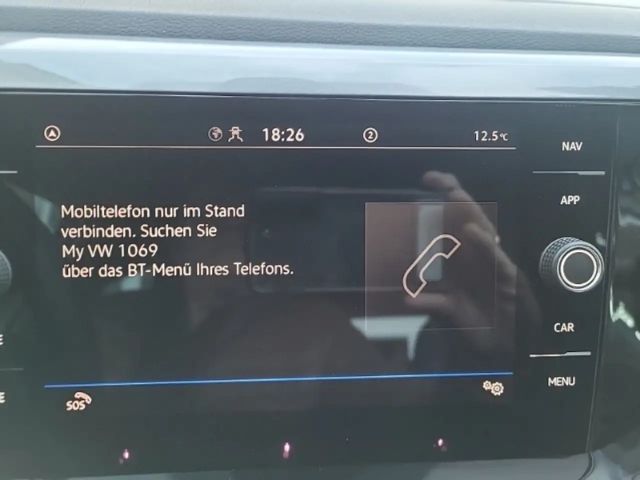 18:26
2
12.5°C
NAV
Mobiltelefon nur im Stand
verbinden. Suchen Sie
My VW 1069
über das BT-Menü Ihres Telefons.
APP
CAR
MENU
SOS
E
E